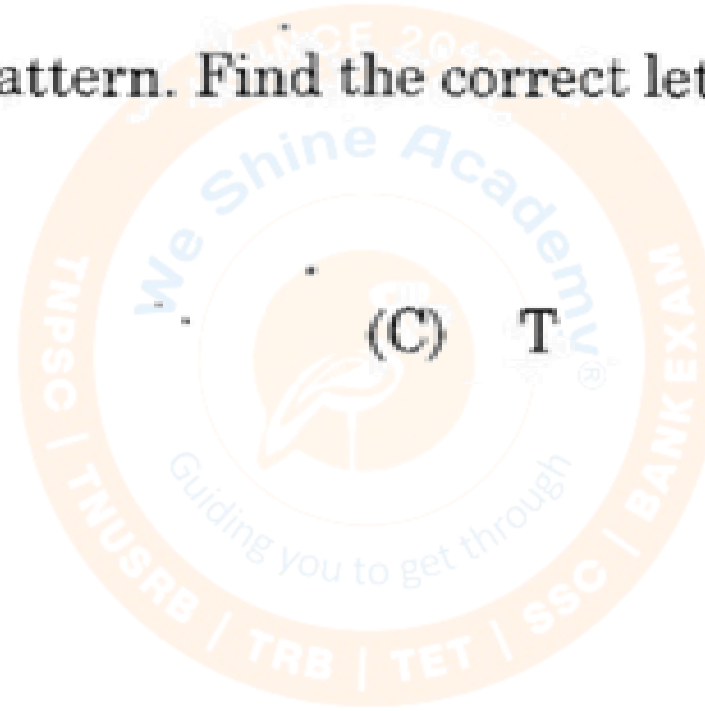 attern. Find the correct let
(C) T
We Shine Academy®
Guiding you to get through
TNPSC | TNUSRB | TRB | TET | SSC | BANK EXAM